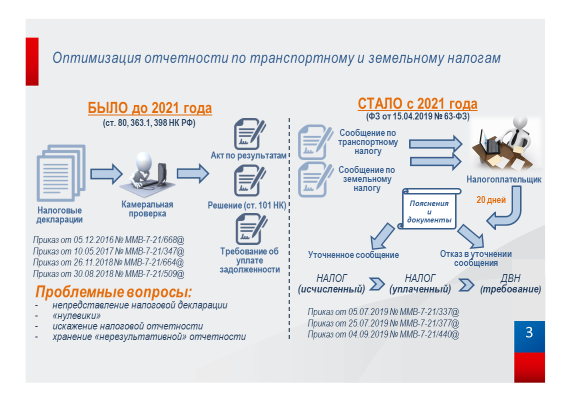 Оптимизация отчетности по транспортному и земельному налогам
БЫЛО до 2021 года
(ст. 80, 363.1, 398 НК РФ)
Налоговые
декларации
Камеральная
проверка
Акт по результатам
Решение (ст. 101 НК)
Требование об
уплате
задолженности
Приказ от 05.12.2016 № ММВ-7-21/668@
Приказ от 10.05.2017 № ММВ-7-21/347@
Приказ от 26.11.2018 № ММВ-7-21/664@
Приказ от 30.08.2018 № ММВ-7-21/509@
Проблемные вопросы:
- непредставление налоговой декларации
- «нулевики»
- искажение налоговой отчетности
- хранение «нерезультативной» отчетности
СТАЛО с 2021 года
(ФЗ от 15.04.2019 № 63-ФЗ)
Сообщение по
транспортному
налогу
Сообщение по
земельному
налогу
Налогоплательщик
20 дней
Пояснения
и
документы
Уточненное сообщение
Отказ в уточнении
сообщения
НАЛОГ
(исчисленный)
НАЛОГ
(уплаченный)
ДВН
(требование)
Приказ от 05.07.2019 № ММВ-7-21/337@
Приказ от 25.07.2019 № ММВ-7-21/377@
Приказ от 04.09.2019 № ММВ-7-21/440@
3